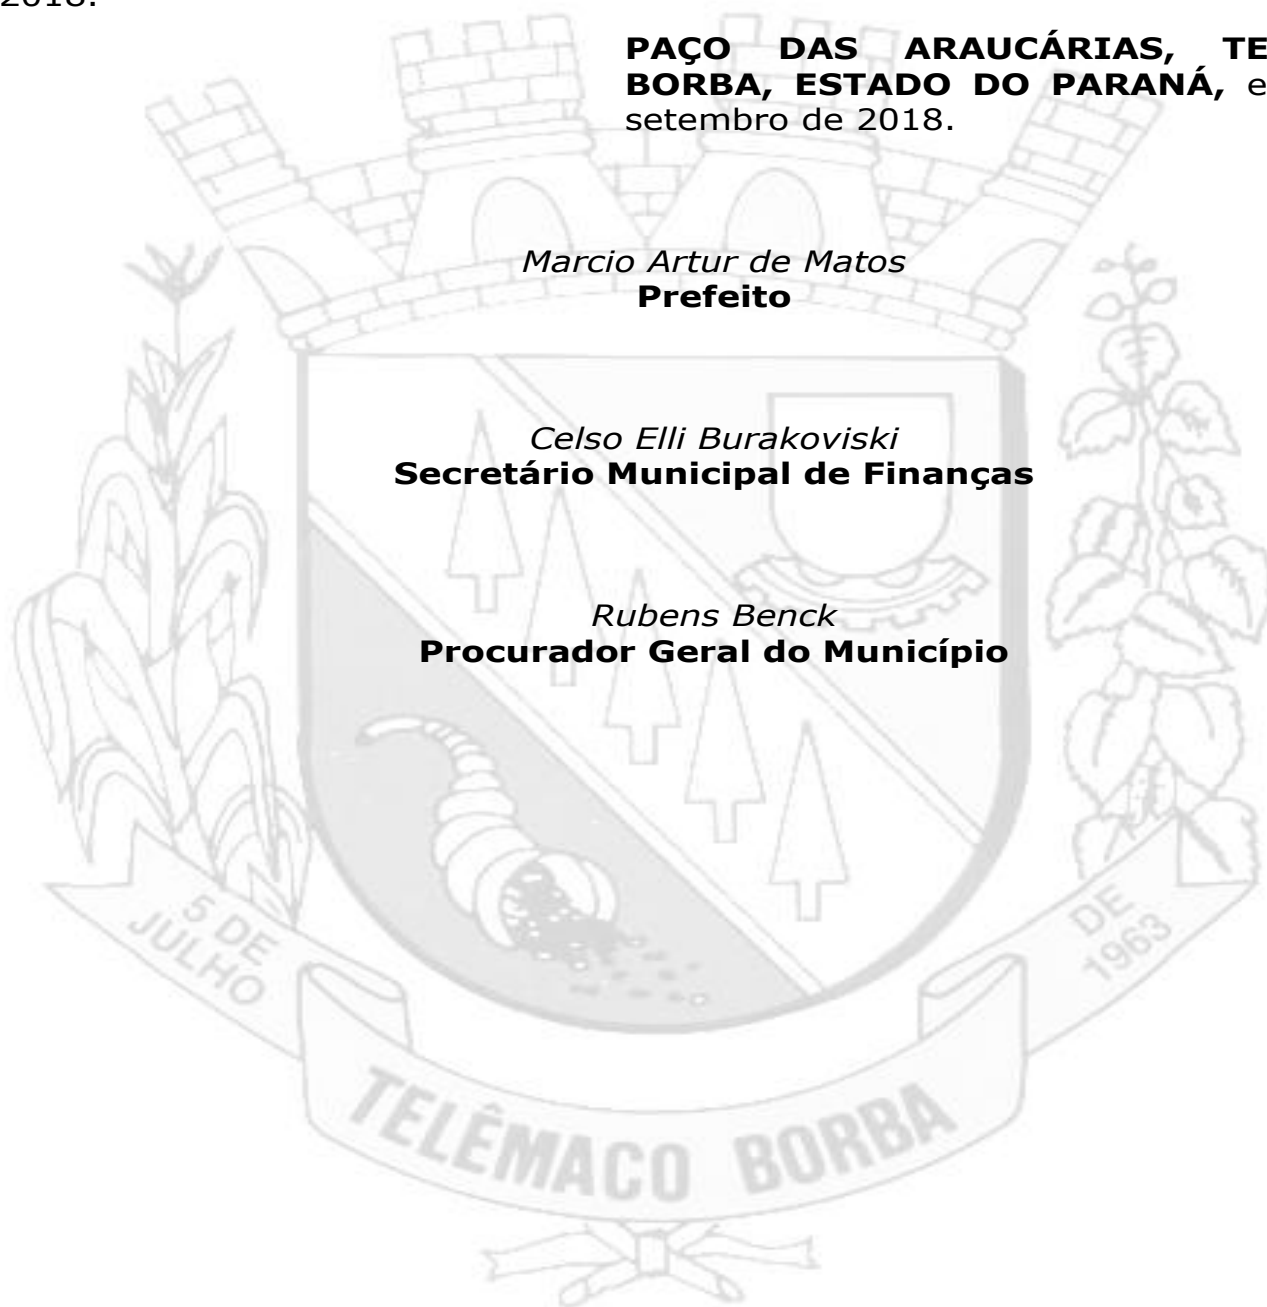 2018.
PAÇO DAS ARAUCÁRIAS, TE
BORBA, ESTADO DO PARANÁ, e
setembro de 2018.
Marcio Artur de Matos
Prefeito
Celso Elli Burakoviski
Secretário Municipal de Finanças
Rubens Benck
Procurador Geral do Município
5 DE
JULHO
DE
1963
TELÊMACO BORBA